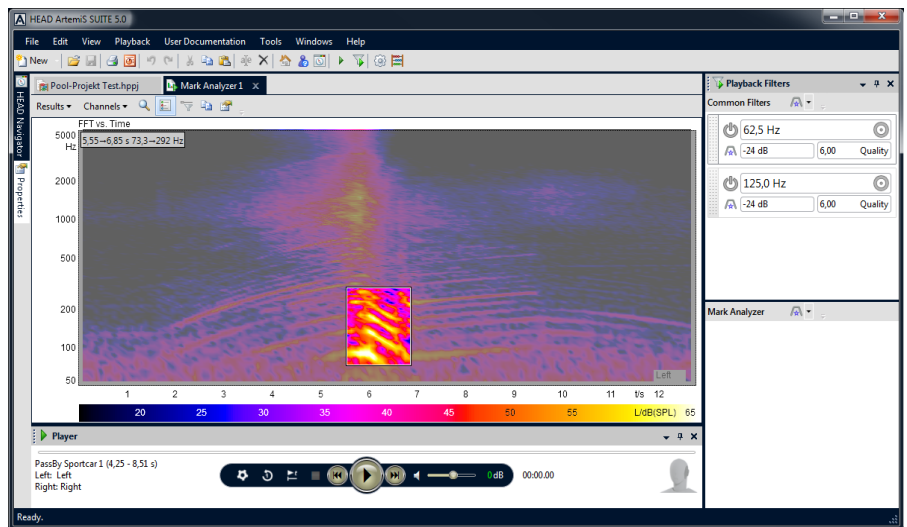 HEAD ArtemiS SUITE 5.0
File Edit View Playback User Documentation Tools Windows Help
New
Pool-Projekt Test.hppj
Mark Analyzer 1
Results Channels
HEAD Navigator
Properties
FFT vs. Time
5,55→6,85 s 73,3→292 Hz
5000
Hz
2000
1000
500
200
100
50
Left
1 2 3 4 5 6 7 8 9 10 11 t/s 12
20 25 30 35 40 45 50 55 L/dB(SPL) 65
Player
PassBy Sportcar 1 (4,25 - 8,51 s)
Left: Left
Right: Right
0 dB
00:00.00
Playback Filters
Common Filters
62,5 Hz
-24 dB 6,00 Quality
125,0 Hz
-24 dB 6,00 Quality
Mark Analyzer
Ready.